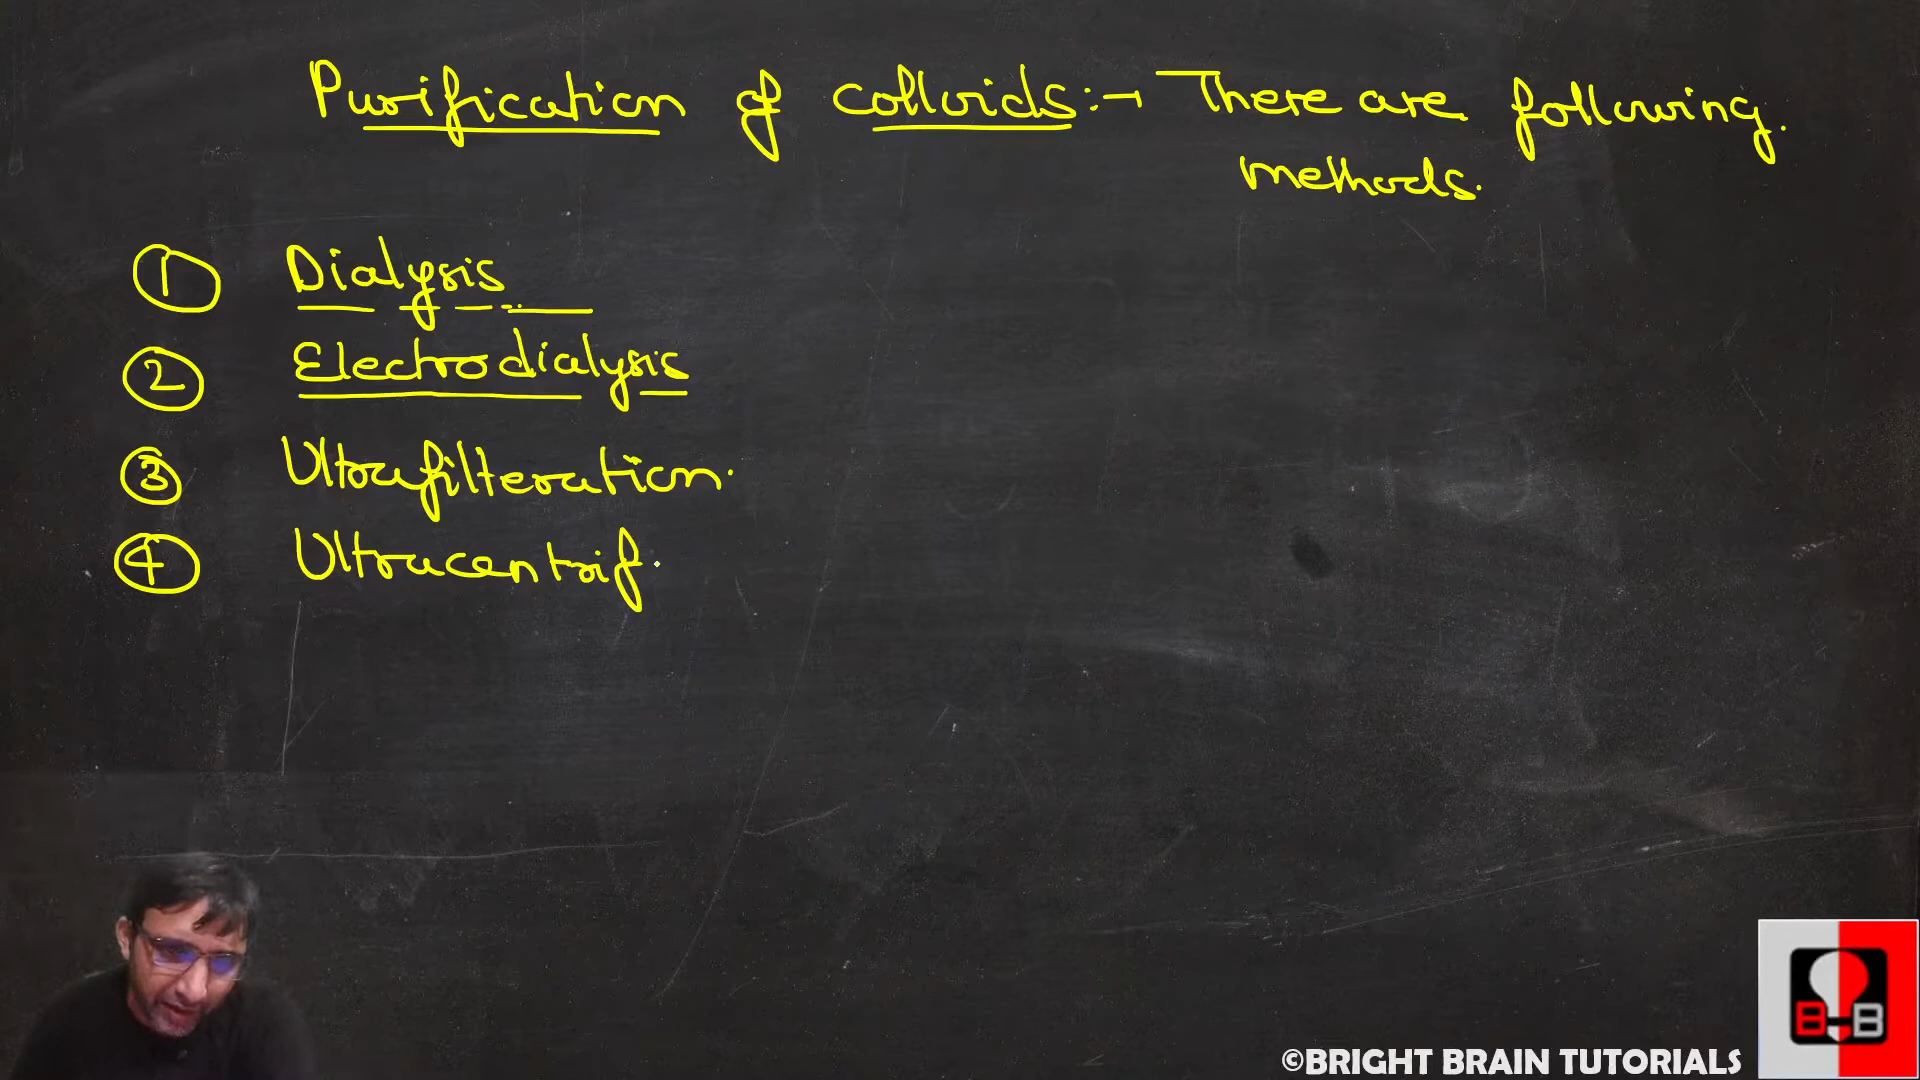 Purification of colloids:→ There are following.
methods.
① Dialysis
② Electrodialysis
③ Ultrafilteration.
④ Ultracentrif.
B B
©BRIGHT BRAIN TUTORIALS